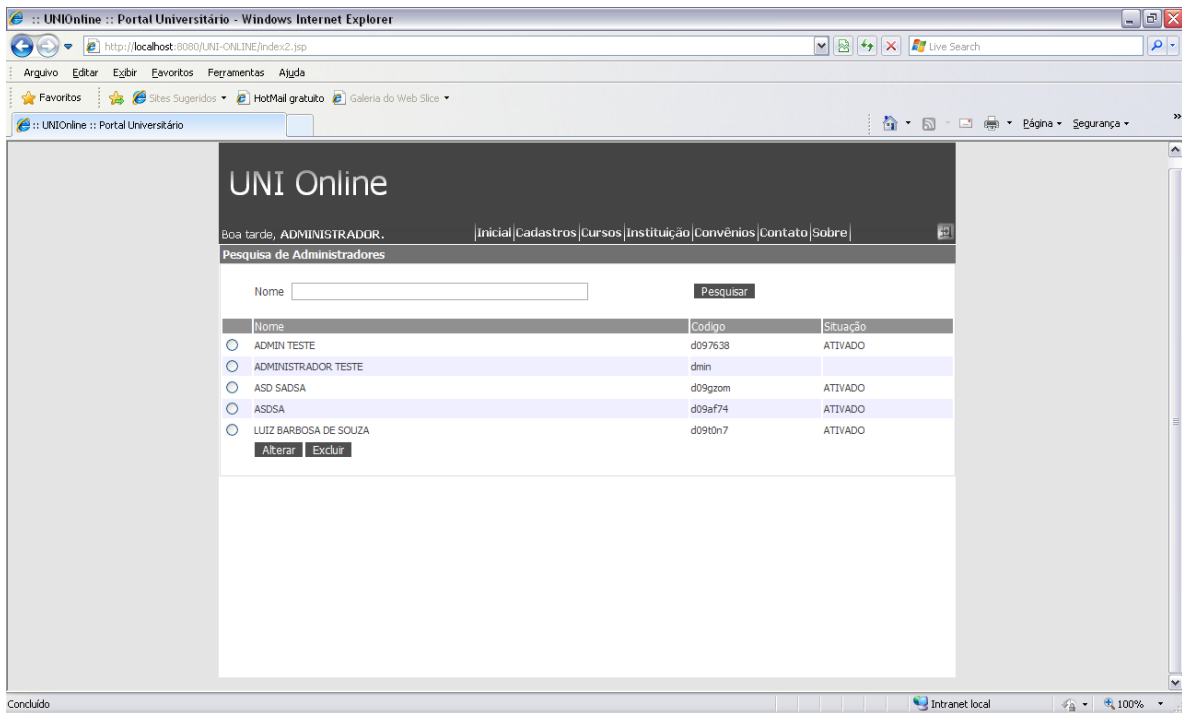 :: UNIOnline :: Portal Universitário - Windows Internet Explorer
http://localhost:8080/UNI-ONLINE/index2.jsp
Live Search
Arquivo Editar Exibir Favoritos Ferramentas Ajuda
Favoritos Sites Sugeridos HotMail gratuito Galeria do Web Slice
:: UNIOnline :: Portal Universitário
Página Segurança »
UNI Online
Boa tarde, ADMINISTRADOR. |Inicial|Cadastros|Cursos|Instituição|Convênios|Contato|Sobre|
Pesquisa de Administradores
Nome Pesquisar
Nome Codigo Situação
ADMIN TESTE d097638 ATIVADO
ADMINISTRADOR TESTE dmin
ASD SADSA d09gzom ATIVADO
ASDSA d09af74 ATIVADO
LUIZ BARBOSA DE SOUZA d09t0n7 ATIVADO
Alterar Excluir
Concluído Intranet local 100%